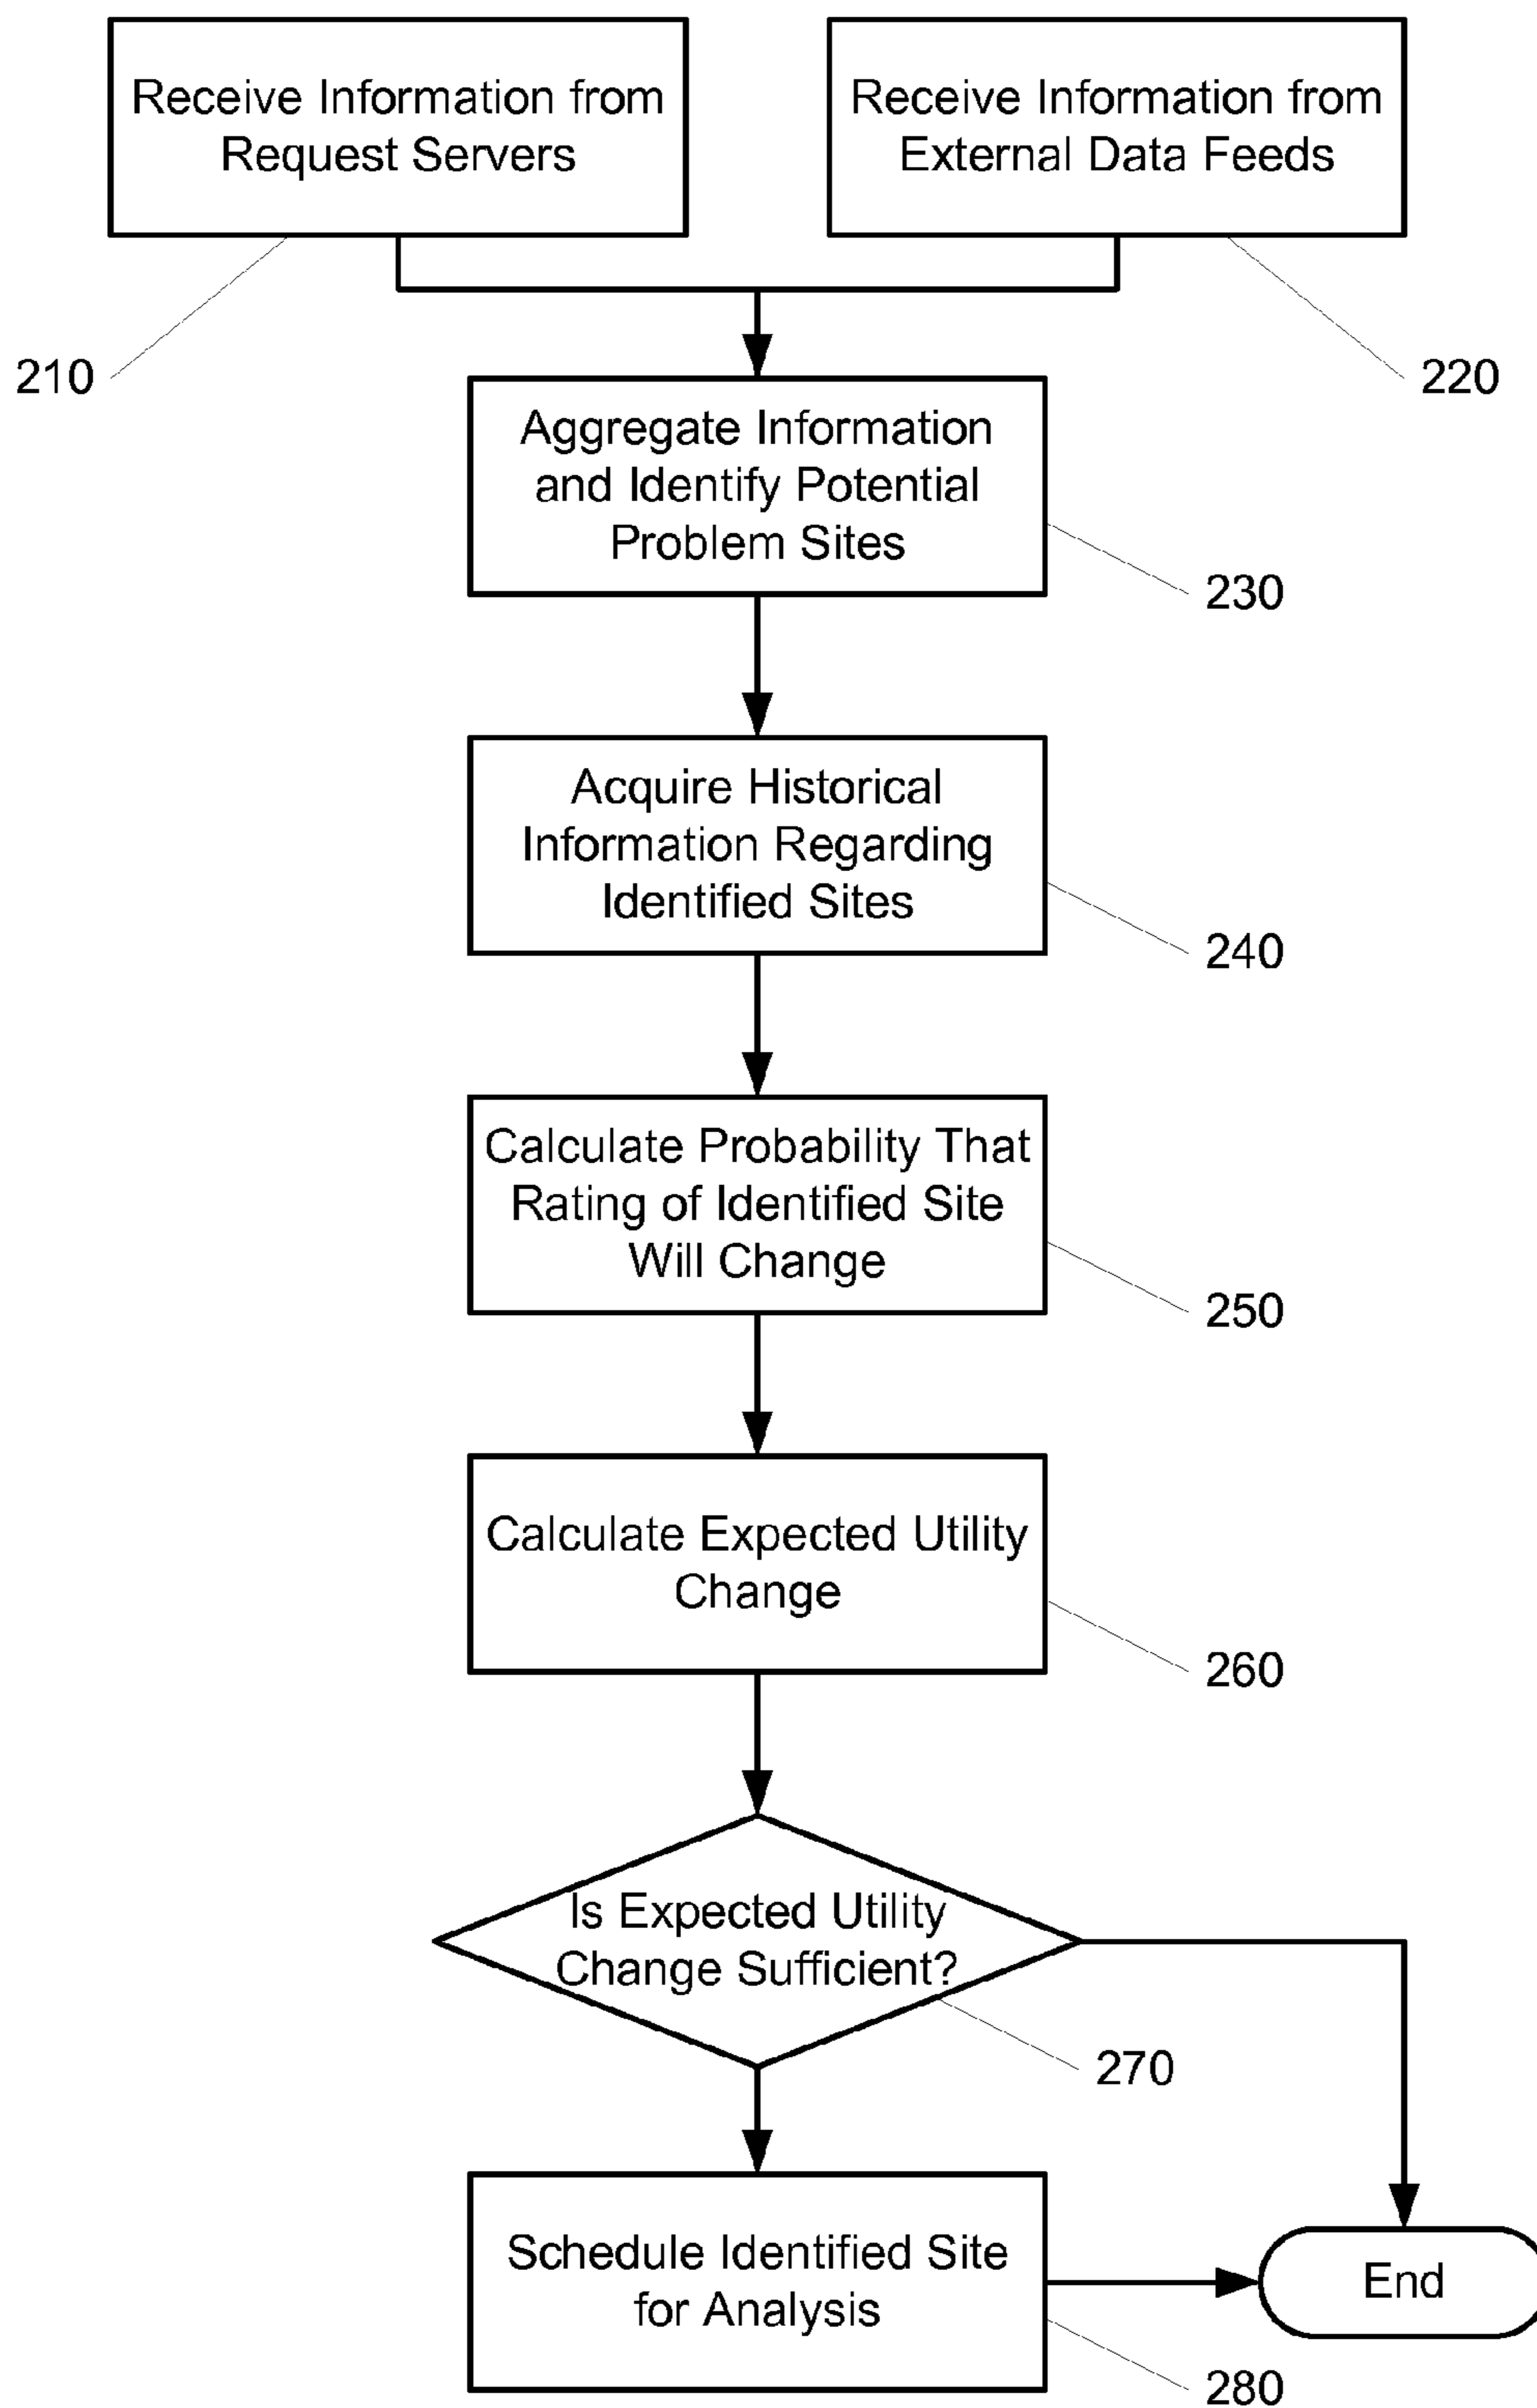 Receive Information from
Request Servers
Receive Information from
External Data Feeds
210
220
Aggregate Information
and Identify Potential
Problem Sites
230
Acquire Historical
Information Regarding
Identified Sites
240
Calculate Probability That
Rating of Identified Site
Will Change
250
Calculate Expected Utility
Change
260
Is Expected Utility
Change Sufficient?
270
Schedule Identified Site
for Analysis
End
280